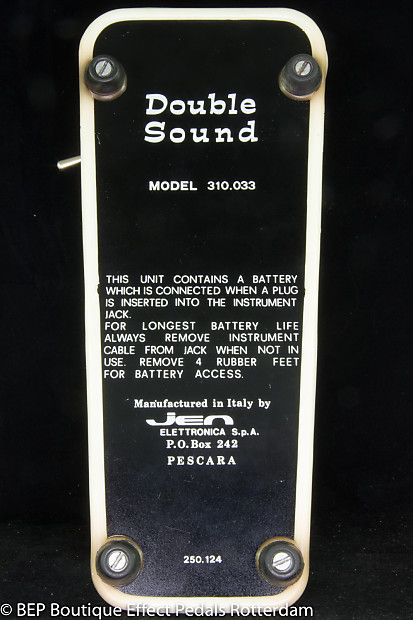 Double
Sound
MODEL 310.033
THIS UNIT CONTAINS A BATTERY
WHICH IS CONNECTED WHEN A PLUG
IS INSERTED INTO THE INSTRUMENT
JACK.
FOR LONGEST BATTERY LIFE
ALWAYS REMOVE INSTRUMENT
CABLE FROM JACK WHEN NOT IN
USE. REMOVE 4 RUBBER FEET
FOR BATTERY ACCESS.
Manufactured in Italy by
Jen
ELETTRONICA S.p.A.
P.O. Box 242
PESCARA
250.124
© BEP Boutique Effect Pedals Rotterdam